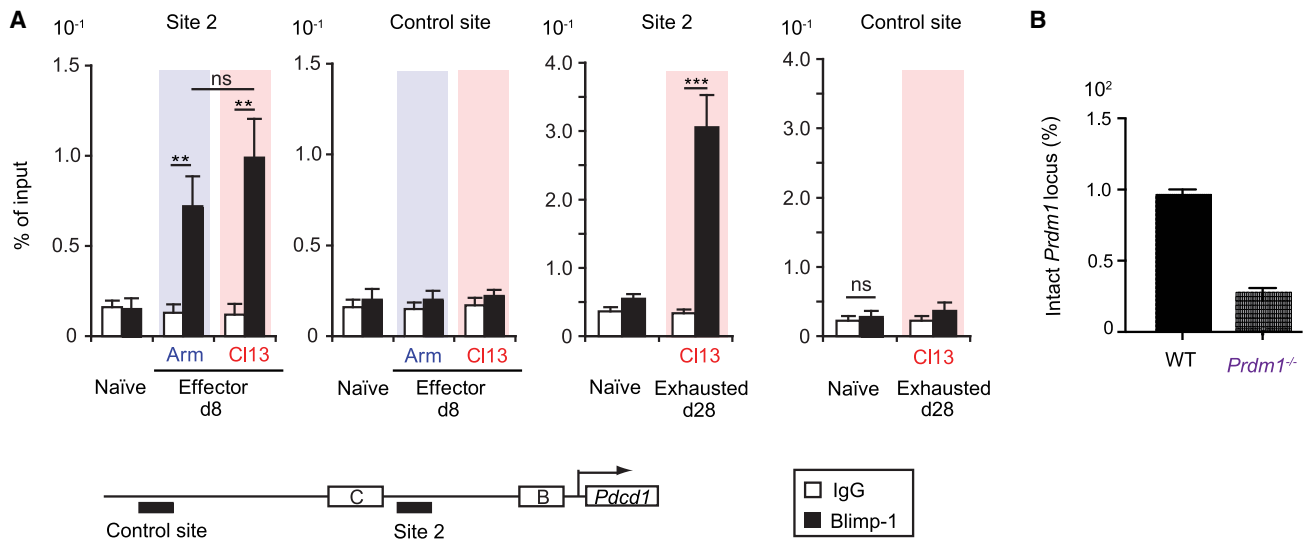 A
B
10⁻¹
Site 2
10⁻¹
Control site
10⁻¹
Site 2
10⁻¹
Control site
% of input
1.5
1.0
0.5
0
ns
**
**
Arm
Cl13
Naïve
Effector
d8
1.5
1.0
0.5
0
Arm
Cl13
Naïve
Effector
d8
4.0
3.0
2.0
1.0
0
***
Cl13
Naïve
Exhausted
d28
4.0
3.0
2.0
1.0
0
ns
Cl13
Naïve
Exhausted
d28
10²
Intact Prdm1 locus (%)
1.5
1.0
0.5
0
WT
Prdm1⁻/⁻
C
B
Pdcd1
Control site
Site 2
IgG
Blimp-1